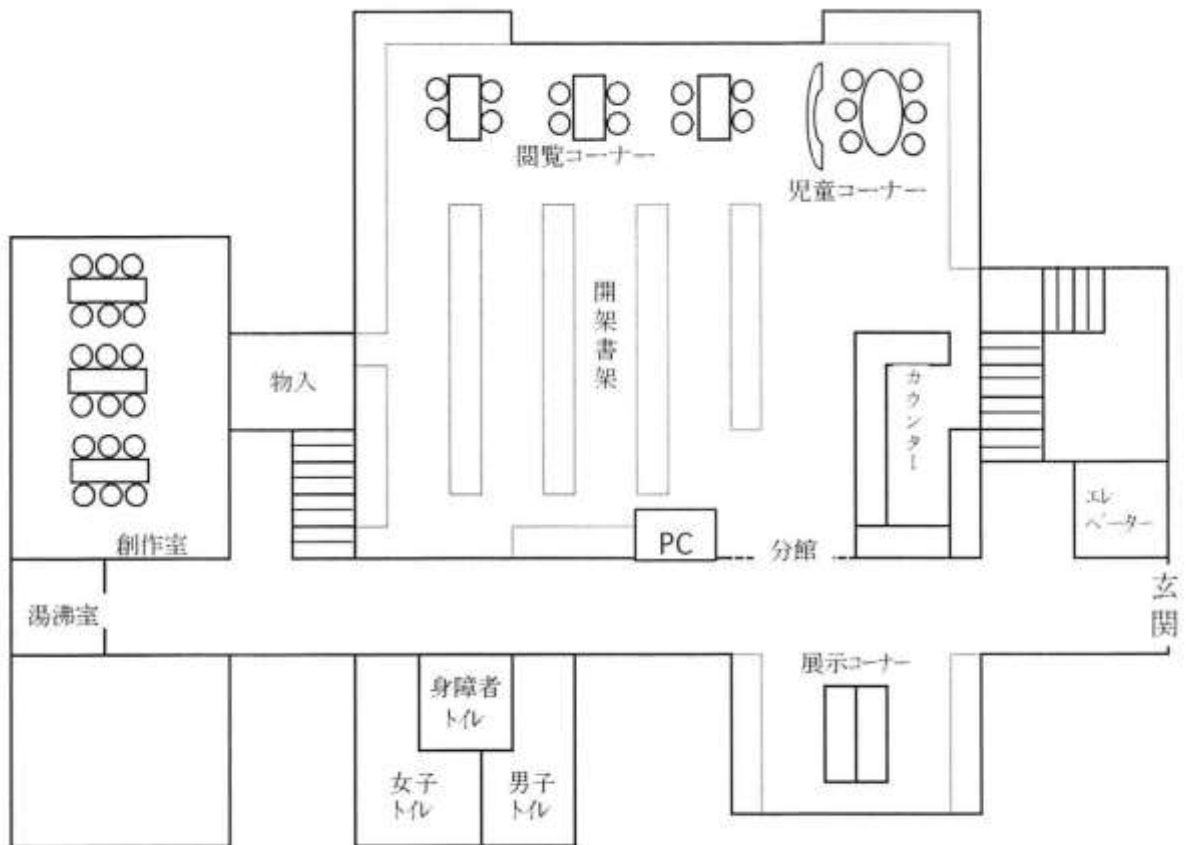 閲覧コーナー
児童コーナー
開架書架
物入
カウンター
エレ
ベーター
創作室
PC
分館
玄関
湯沸室
展示コーナー
身障者
トイレ
女子
トイレ
男子
トイレ